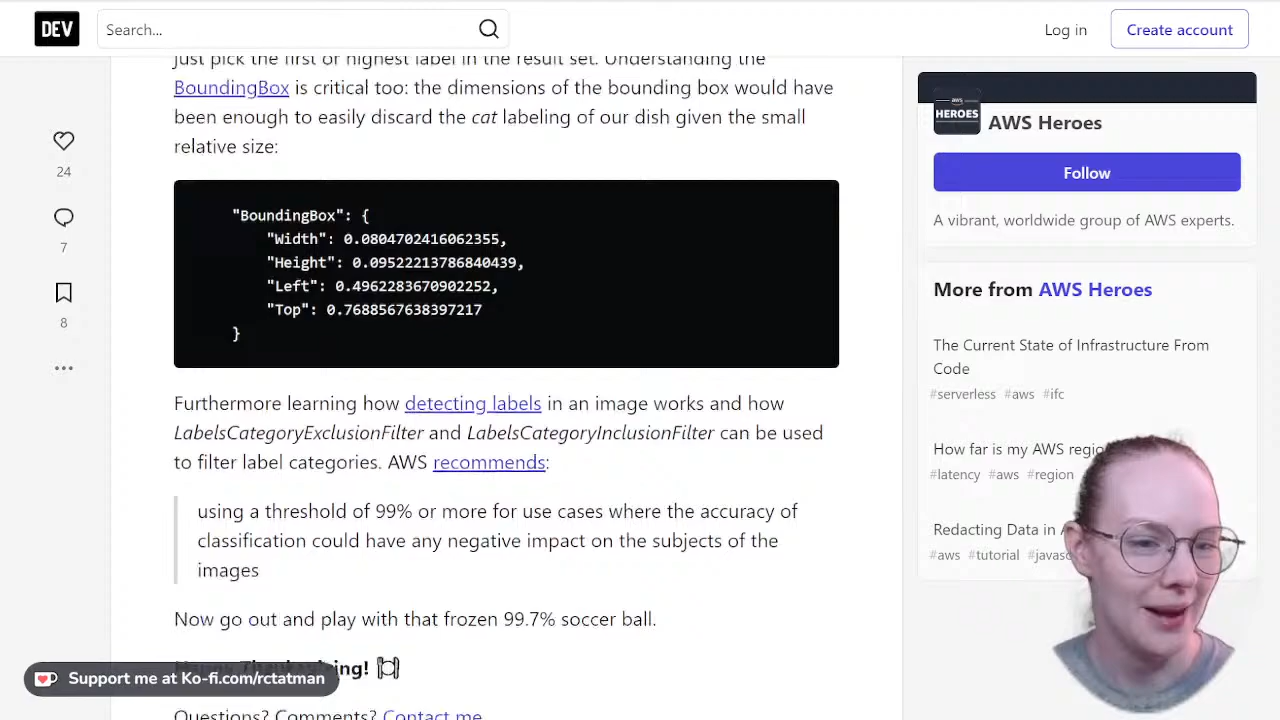 DEV
Search...
Log in
Create account
just pick the first or highest label in the result set. Understanding the
BoundingBox is critical too: the dimensions of the bounding box would have
been enough to easily discard the cat labeling of our dish given the small
relative size:
"BoundingBox": {
"Width": 0.0804702416062355,
"Height": 0.09522213786840439,
"Left": 0.4962283670902252,
"Top": 0.7688567638397217
}
Furthermore learning how detecting labels in an image works and how
LabelsCategoryExclusionFilter and LabelsCategoryInclusionFilter can be used
to filter label categories. AWS recommends:
using a threshold of 99% or more for use cases where the accuracy of
classification could have any negative impact on the subjects of the
images
Now go out and play with that frozen 99.7% soccer ball.
Happy Thanksgiving!
Questions? Comments? Contact me
24
7
8
Support me at Ko-fi.com/rctatman
aws
HEROES
AWS Heroes
Follow
A vibrant, worldwide group of AWS experts.
More from AWS Heroes
The Current State of Infrastructure From
Code
#serverless #aws #ifc
How far is my AWS regio
#latency #aws #region
Redacting Data in
#aws #tutorial #javasc